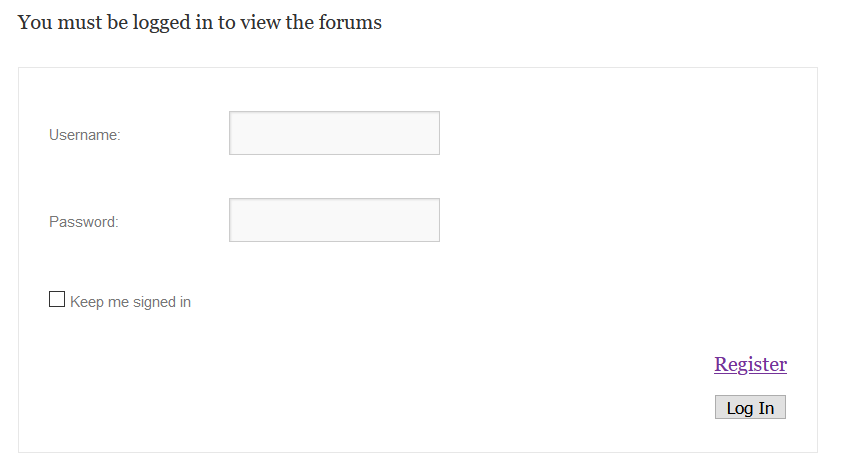 You must be logged in to view the forums
Username:
Password:
Keep me signed in
Register
Log In